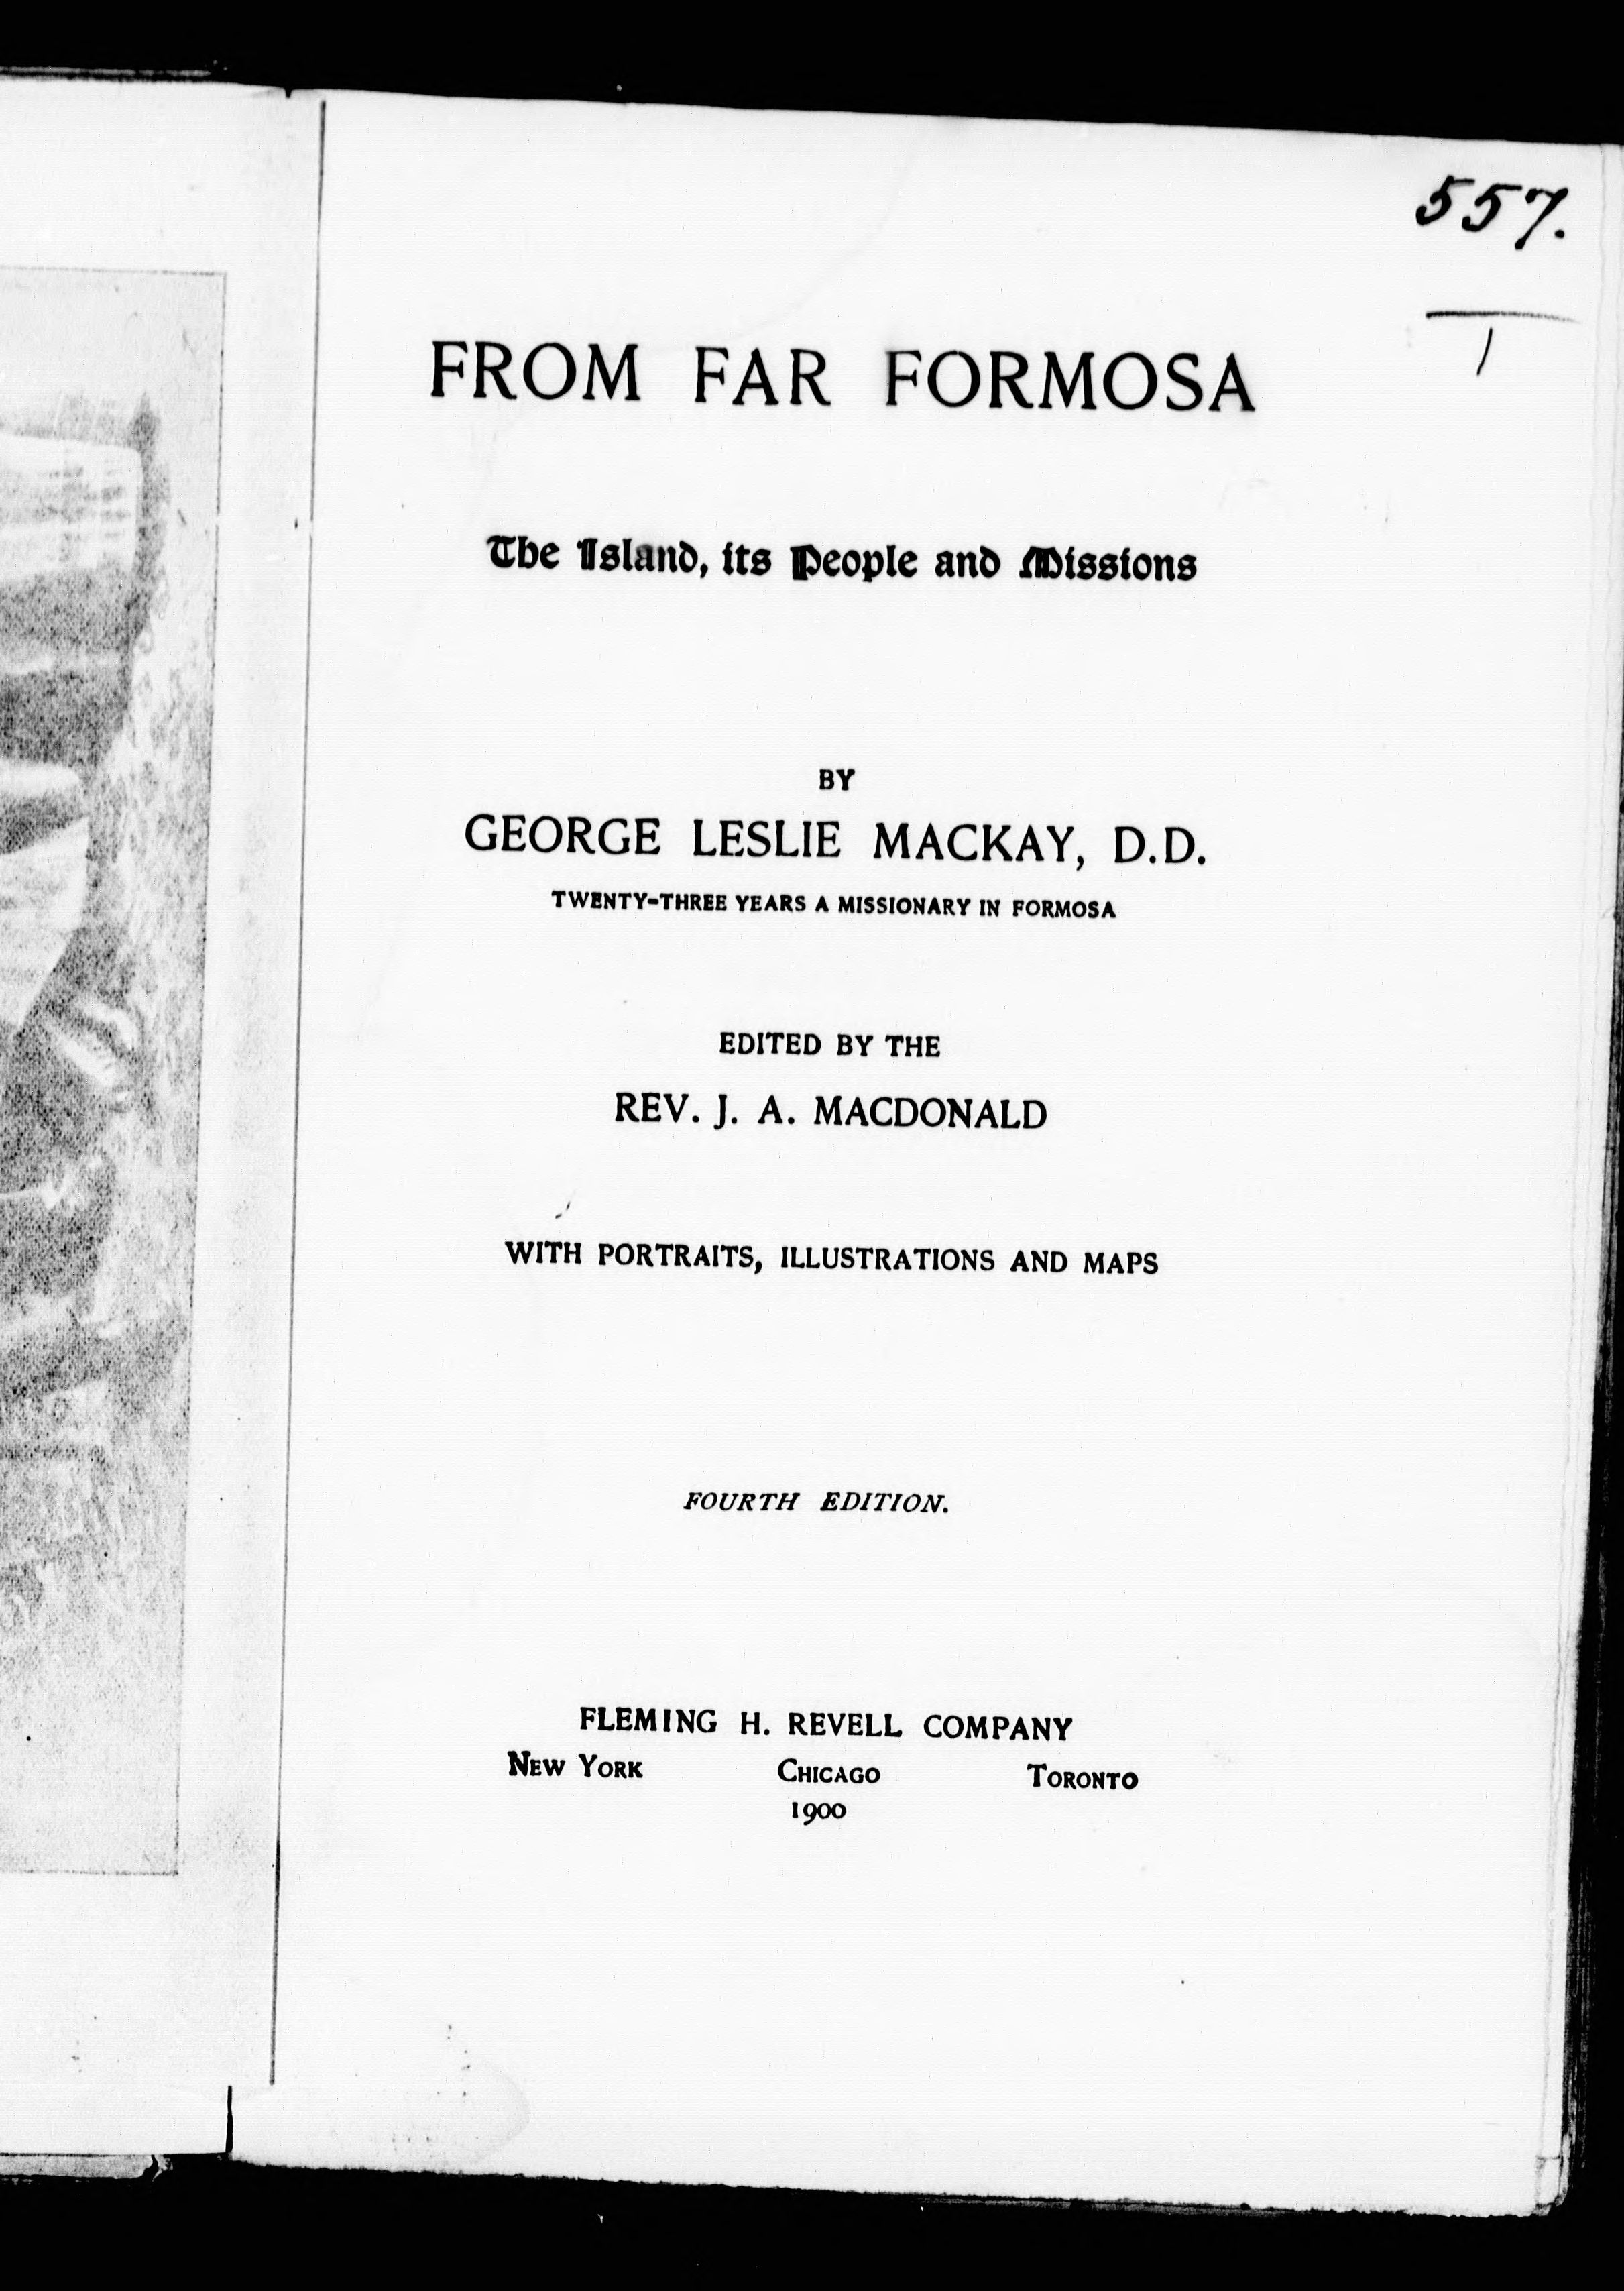 557.
1
FROM FAR FORMOSA
The Island, its People and Missions
BY
GEORGE LESLIE MACKAY, D.D.
TWENTY-THREE YEARS A MISSIONARY IN FORMOSA
EDITED BY THE
REV. J. A. MACDONALD
WITH PORTRAITS, ILLUSTRATIONS AND MAPS
FOURTH EDITION.
FLEMING H. REVELL COMPANY
NEW YORK CHICAGO TORONTO
1900